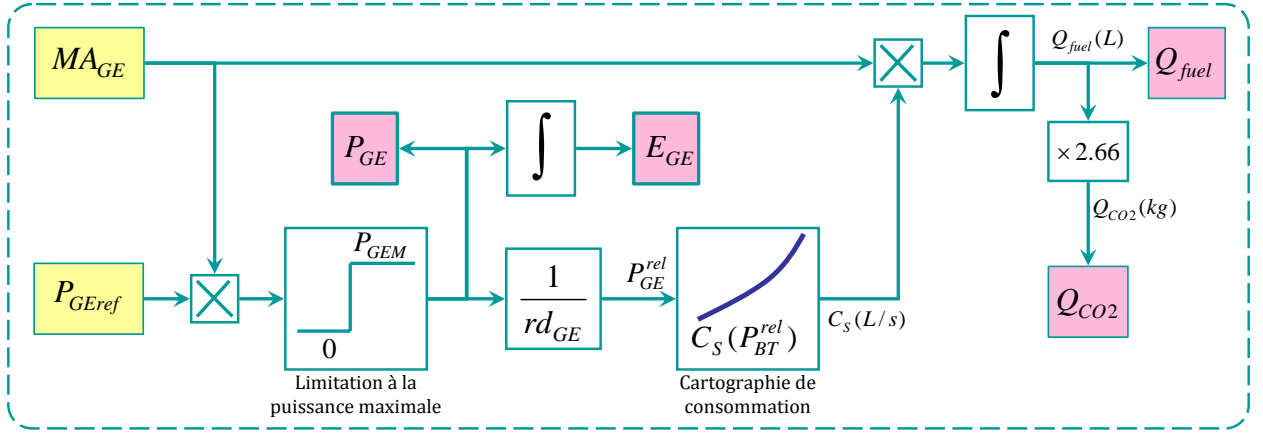 MA_GE
Q_fuel(L)
∫
Q_fuel
P_GE
∫
E_GE
× 2.66
Q_CO2(kg)
P_GEref
P_GEM
0
1
rd_GE
P_GE^rel
C_S(P_BT^rel)
C_S(L/s)
Q_CO2
Limitation à la
puissance maximale
Cartographie de
consommation